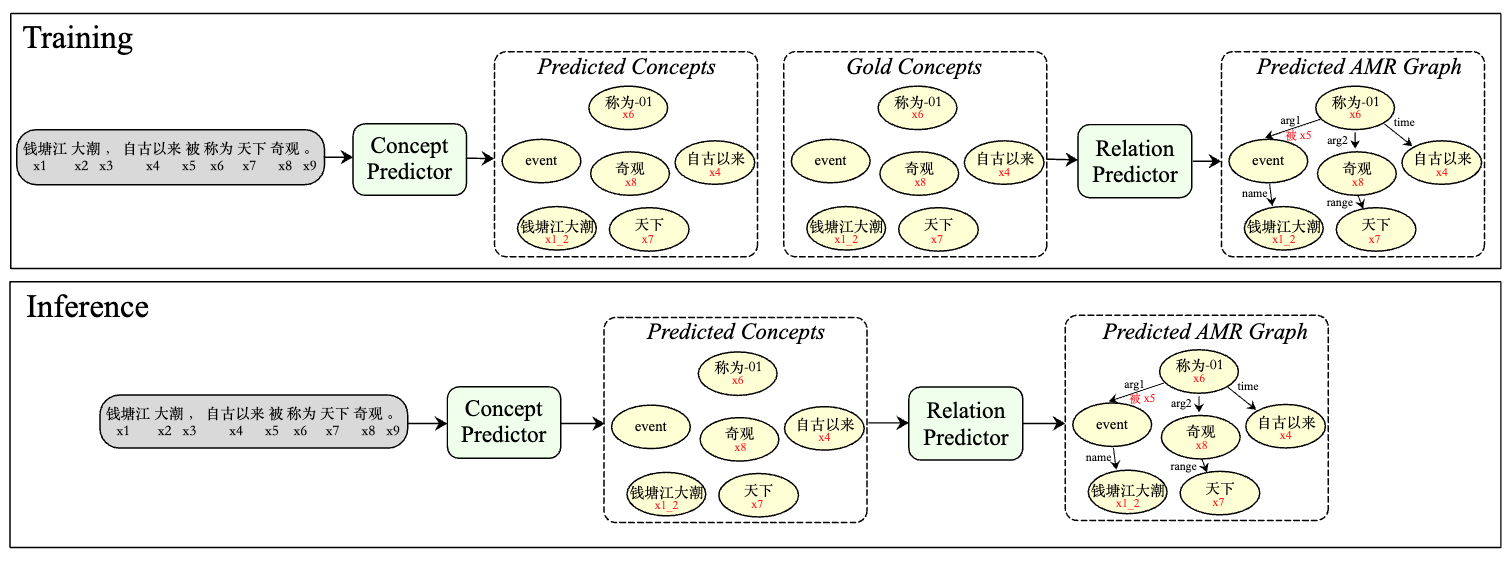 Training
钱塘江 大潮 ， 自古以来 被 称为 天下 奇观 。
x1 x2 x3 x4 x5 x6 x7 x8 x9
Concept
Predictor
Predicted Concepts
称为-01
x6
event
奇观
x8
自古以来
x4
钱塘江大潮
x1_2
天下
x7
Gold Concepts
称为-01
x6
event
奇观
x8
自古以来
x4
钱塘江大潮
x1_2
天下
x7
Relation
Predictor
Predicted AMR Graph
称为-01
x6
arg1
被 x5
arg2
time
event
奇观
x8
自古以来
x4
name
range
钱塘江大潮
x1_2
天下
x7
Inference
钱塘江 大潮 ， 自古以来 被 称为 天下 奇观 。
x1 x2 x3 x4 x5 x6 x7 x8 x9
Concept
Predictor
Predicted Concepts
称为-01
x6
event
奇观
x8
自古以来
x4
钱塘江大潮
x1_2
天下
x7
Relation
Predictor
Predicted AMR Graph
称为-01
x6
arg1
被 x5
arg2
time
event
奇观
x8
自古以来
x4
name
range
钱塘江大潮
x1_2
天下
x7